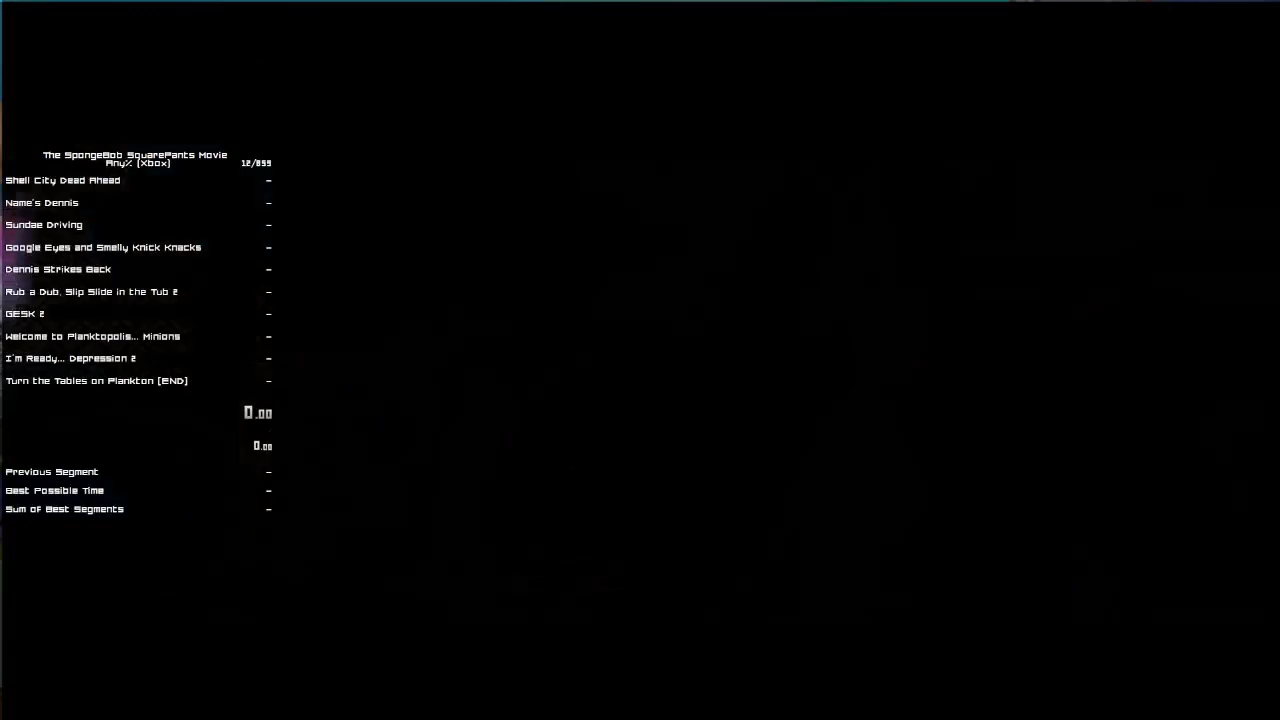 The SpongeBob SquarePants Movie
Any% (Xbox) 12/899
Shell City Dead Ahead -
Name's Dennis -
Sundae Driving -
Google Eyes and Smelly Knick Knacks -
Dennis Strikes Back -
Rub a Dub, Slip Slide in the Tub 2 -
GESK 2 -
Welcome to Planktopolis... Minions -
I'm Ready... Depression 2 -
Turn the Tables on Plankton [END] -
0.00
0.00
Previous Segment -
Best Possible Time -
Sum of Best Segments -